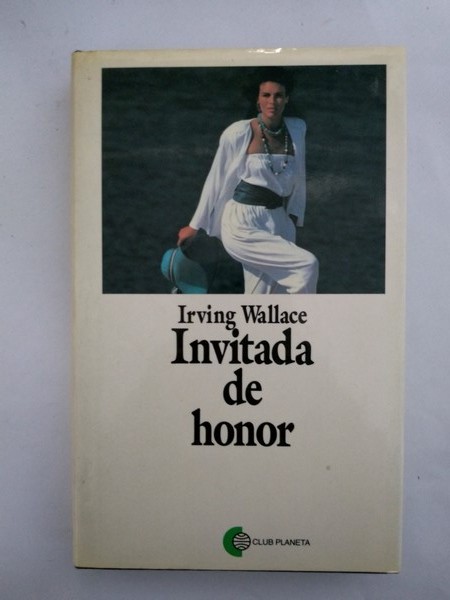 Irving Wallace
Invitada
de
honor
CLUB PLANETA